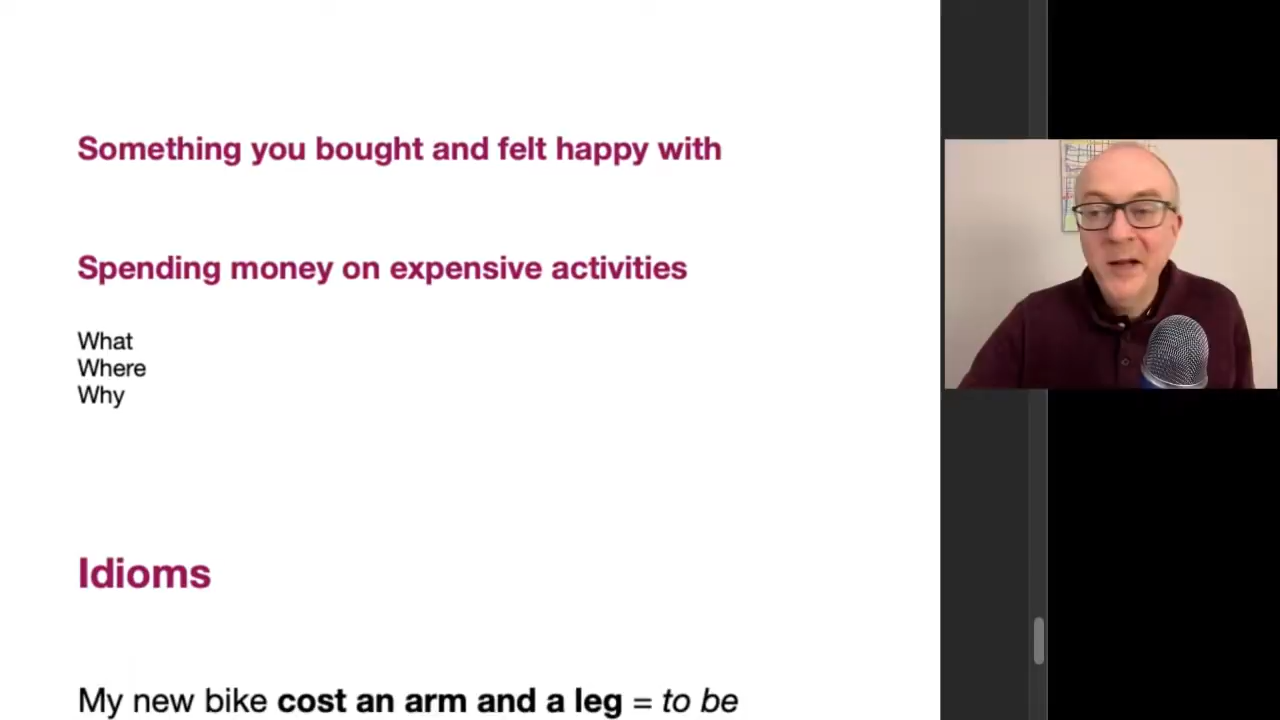 Something you bought and felt happy with
Spending money on expensive activities
What
Where
Why
Idioms
My new bike cost an arm and a leg = to be